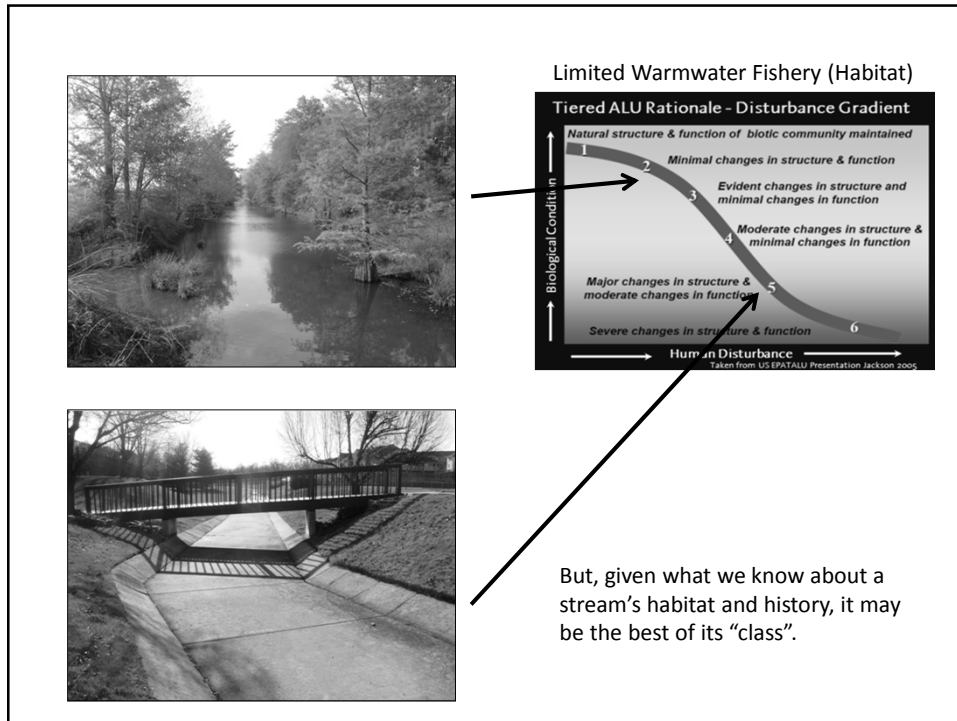 Limited Warmwater Fishery (Habitat)
Tiered ALU Rationale - Disturbance Gradient
Natural structure & function of biotic community maintained
1
2
Minimal changes in structure & function
Evident changes in structure and
minimal changes in function
3
Moderate changes in structure &
minimal changes in function
4
Major changes in structure &
moderate changes in function
5
Severe changes in structure & function
6
Biological Condition
Human Disturbance
Taken from US EPATALU Presentation Jackson 2005
But, given what we know about a
stream's habitat and history, it may
be the best of its “class”.